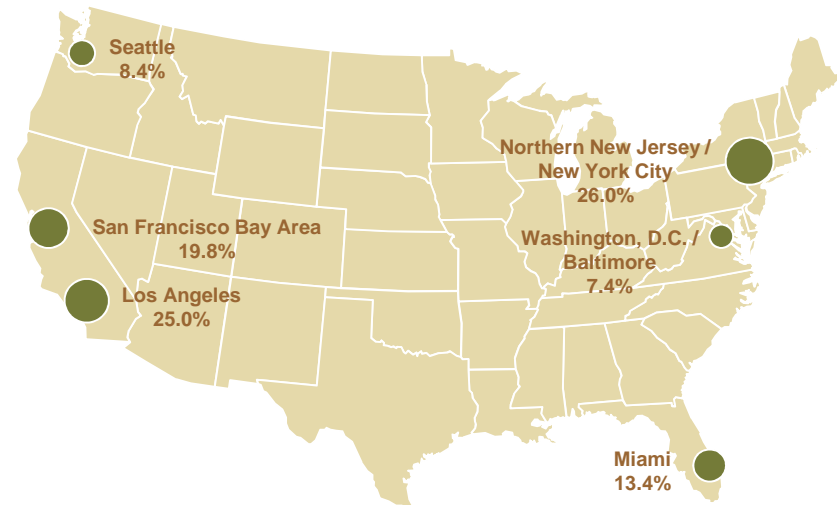 Seattle
8.4%
Northern New Jersey /
New York City
26.0%
San Francisco Bay Area
19.8%
Washington, D.C. /
Baltimore
7.4%
Los Angeles
25.0%
Miami
13.4%